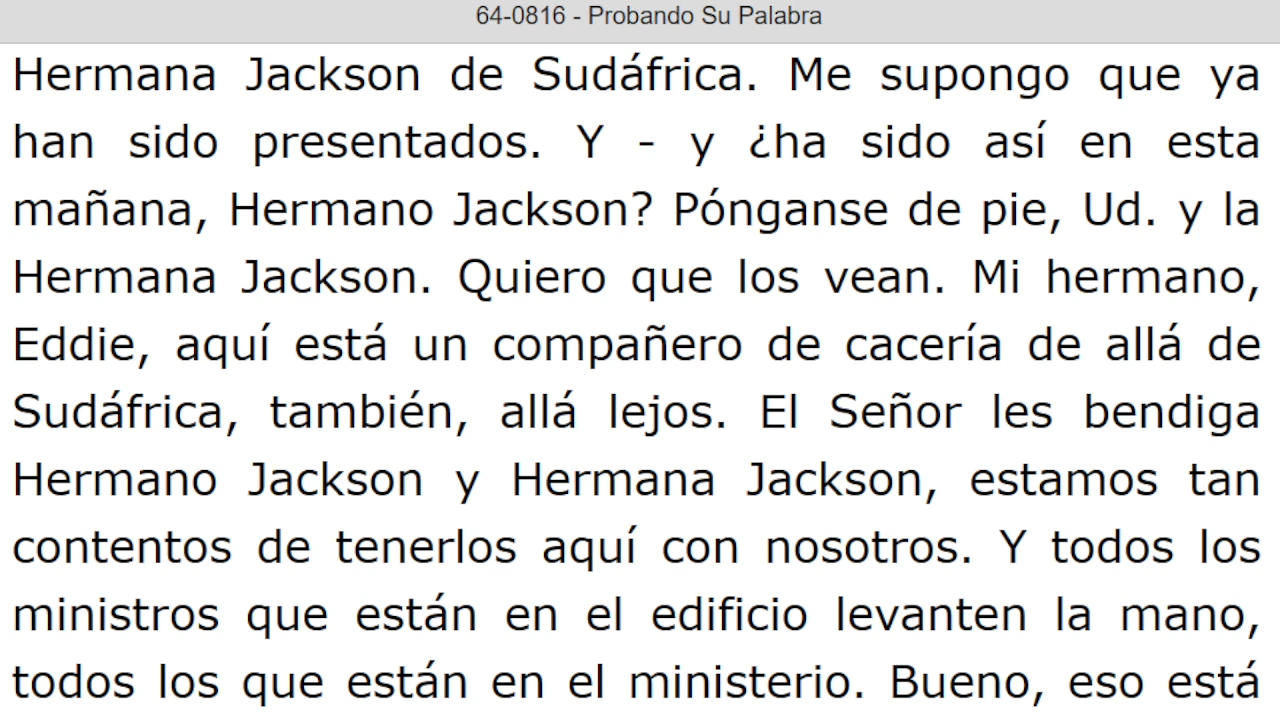 64-0816 - Probando Su Palabra
Hermana Jackson de Sudáfrica. Me supongo que ya
han sido presentados. Y - y ¿ha sido así en esta
mañana, Hermano Jackson? Pónganse de pie, Ud. y la
Hermana Jackson. Quiero que los vean. Mi hermano,
Eddie, aquí está un compañero de cacería de allá de
Sudáfrica, también, allá lejos. El Señor les bendiga
Hermano Jackson y Hermana Jackson, estamos tan
contentos de tenerlos aquí con nosotros. Y todos los
ministros que están en el edificio levanten la mano,
todos los que están en el ministerio. Bueno, eso está